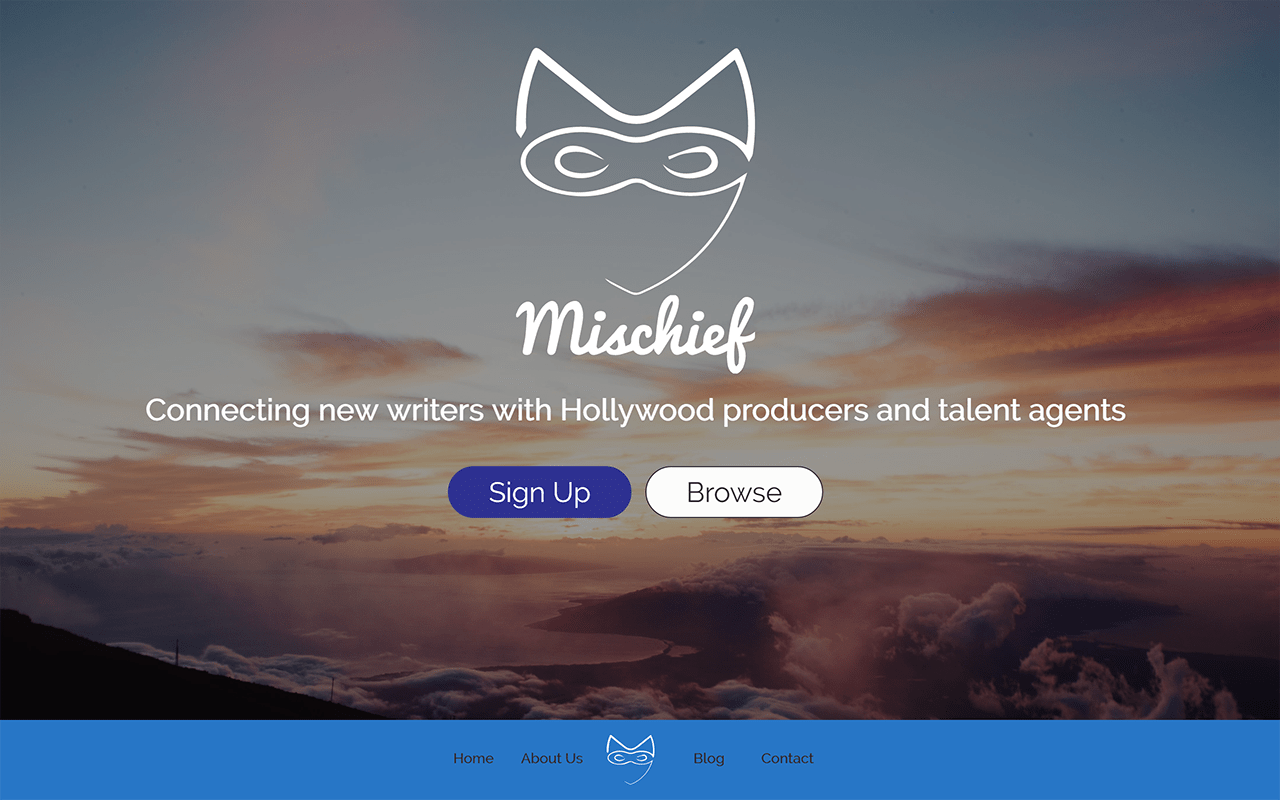 Mischief
Connecting new writers with Hollywood producers and talent agents
Sign Up Browse
Home About Us Blog Contact